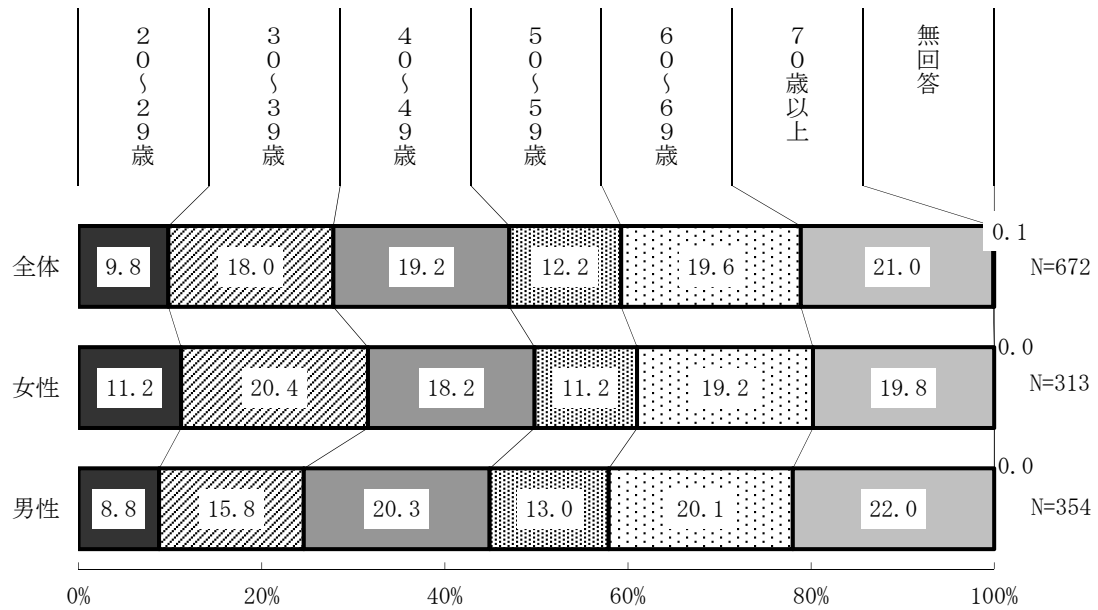 ２０～２９歳
３０～３９歳
４０～４９歳
５０～５９歳
６０～６９歳
７０歳以上
無回答
全体 9.8 18.0 19.2 12.2 19.6 21.0 0.1 N=672
女性 11.2 20.4 18.2 11.2 19.2 19.8 0.0 N=313
男性 8.8 15.8 20.3 13.0 20.1 22.0 0.0 N=354
0% 20% 40% 60% 80% 100%